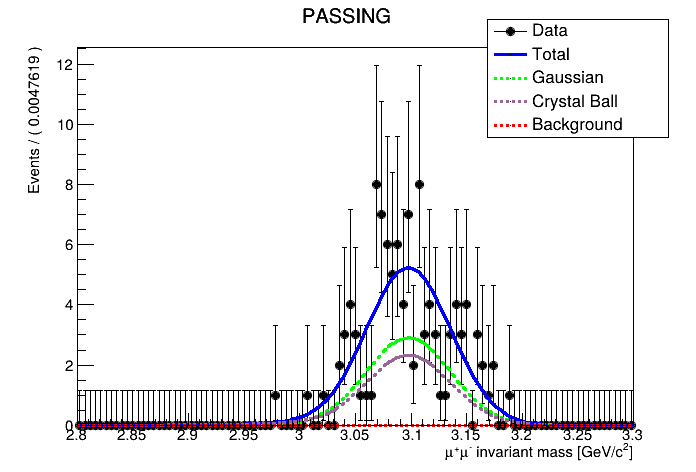 PASSING
Data
Total
Gaussian
Crystal Ball
Background
Events / ( 0.0047619 )
12
10
8
6
4
2
0
2.8 2.85 2.9 2.95 3 3.05 3.1 3.15 3.2 3.25 3.3
μ⁺μ⁻ invariant mass [GeV/c²]